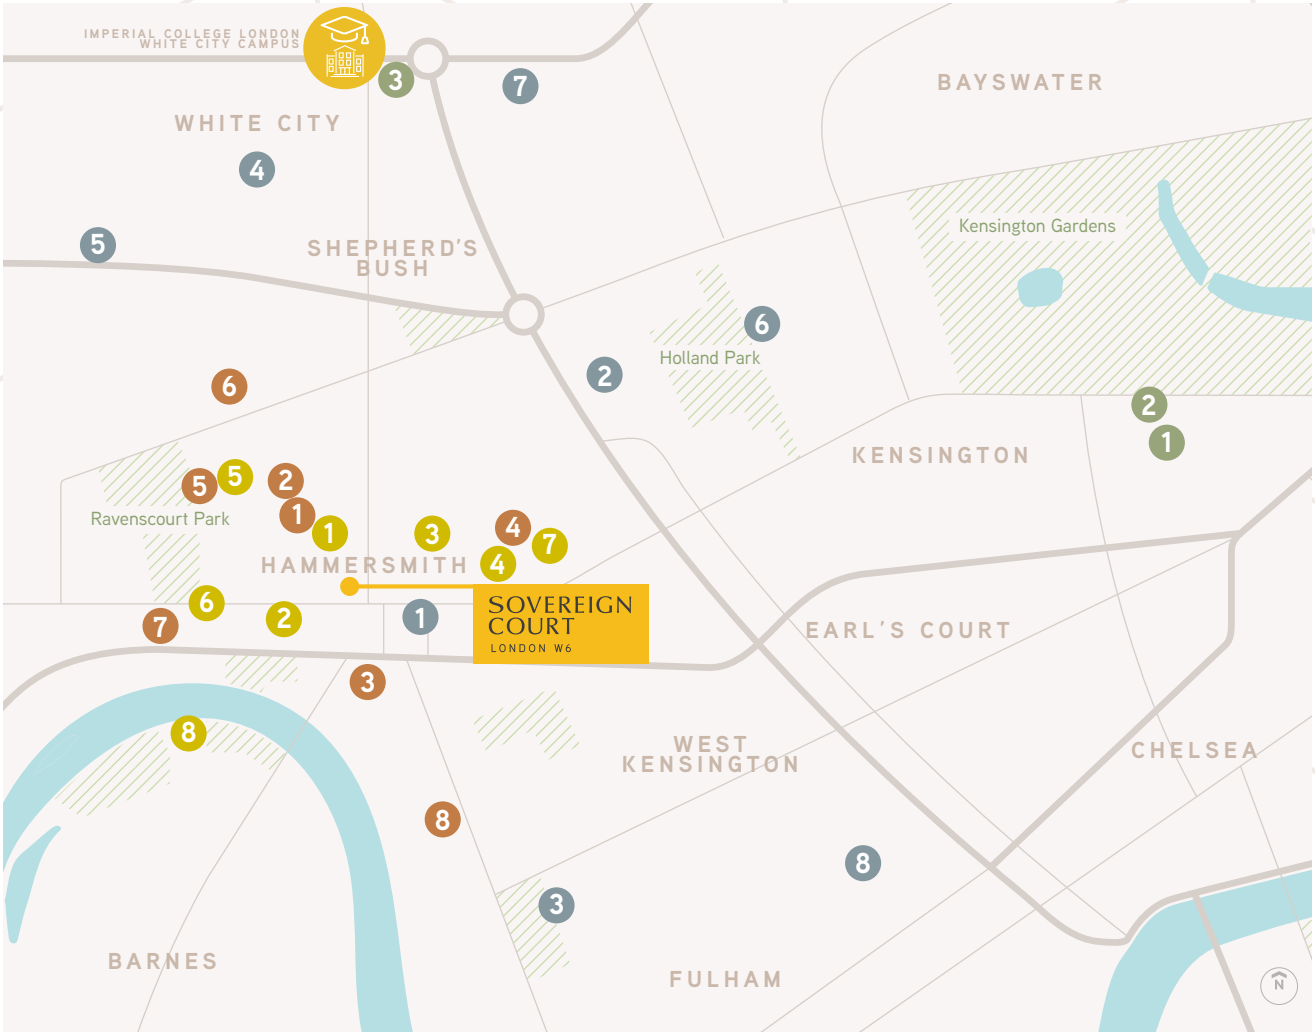 IMPERIAL COLLEGE LONDON
WHITE CITY CAMPUS
3
7
BAYSWATER
WHITE CITY
4
Kensington Gardens
5
SHEPHERD'S
BUSH
6
Holland Park
2
6
2
1
KENSINGTON
5
5
2
1
Ravenscourt Park
1
3
4
7
4
HAMMERSMITH
6
2
7
1
SOVEREIGN
COURT
LONDON W6
EARL'S COURT
3
8
WEST
KENSINGTON
CHELSEA
8
8
3
BARNES
FULHAM
N